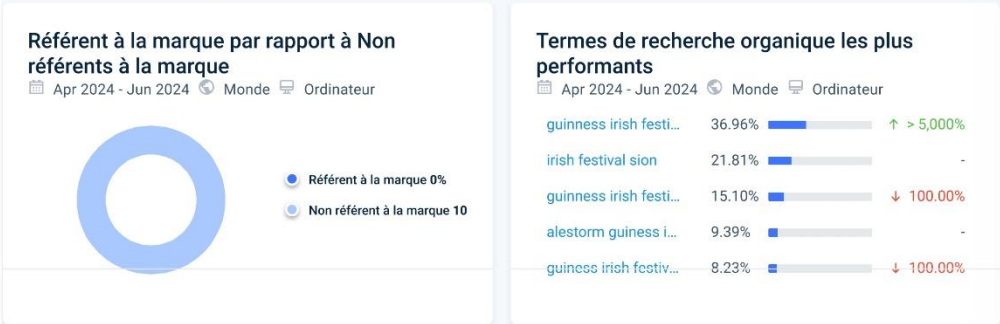 Référent à la marque par rapport à Non
référents à la marque
Apr 2024 - Jun 2024 Monde Ordinateur
Référent à la marque 0%
Non référent à la marque 10
Termes de recherche organique les plus
performants
Apr 2024 - Jun 2024 Monde Ordinateur
guinness irish festi... 36.96% ↑ > 5,000%
irish festival sion 21.81% -
guinness irish festi... 15.10% ↓ 100.00%
alestorm guiness i... 9.39% -
guiness irish festiv... 8.23% ↓ 100.00%